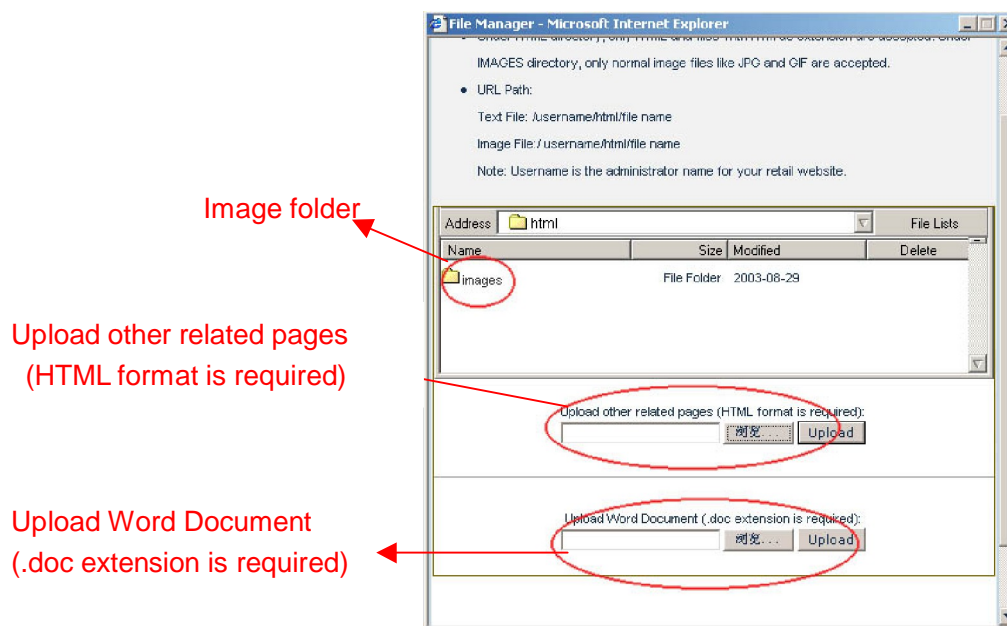 File Manager - Microsoft Internet Explorer
IMAGES directory, only normal image files like JPG and GIF are accepted.
URL Path:
Text File: /username/html/file name
Image File:/ username/html/file name
Note: Username is the administrator name for your retail website.
Image folder
Address html File Lists
Name Size Modified Delete
images File Folder 2003-08-29
Upload other related pages
(HTML format is required)
Upload other related pages (HTML format is required):
浏览... Upload
Upload Word Document
(.doc extension is required)
Upload Word Document (.doc extension is required):
浏览... Upload